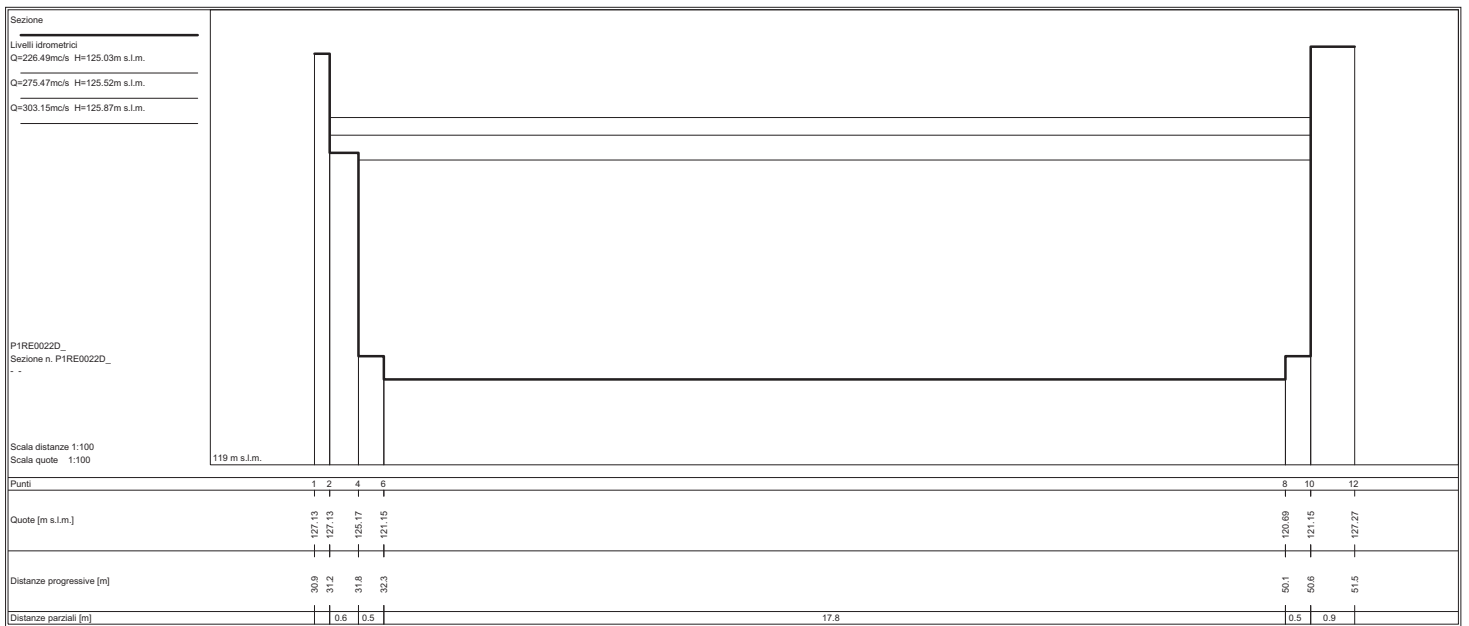 Sezione
Livelli idrometrici
Q=226.49mc/s H=125.03m s.l.m.
Q=275.47mc/s H=125.52m s.l.m.
Q=303.15mc/s H=125.87m s.l.m.
P1RE0022D_
Sezione n. P1RE0022D_
- -
Scala distanze 1:100
Scala quote 1:100
119 m s.l.m.
Punti 1 2 4 6 8 10 12
Quote [m s.l.m.] 127.13 127.13 125.17 121.15 120.69 121.15 127.27
Distanze progressive [m] 30.9 31.2 31.8 32.3 50.1 50.6 51.5
Distanze parziali [m] 0.6 0.5 17.8 0.5 0.9